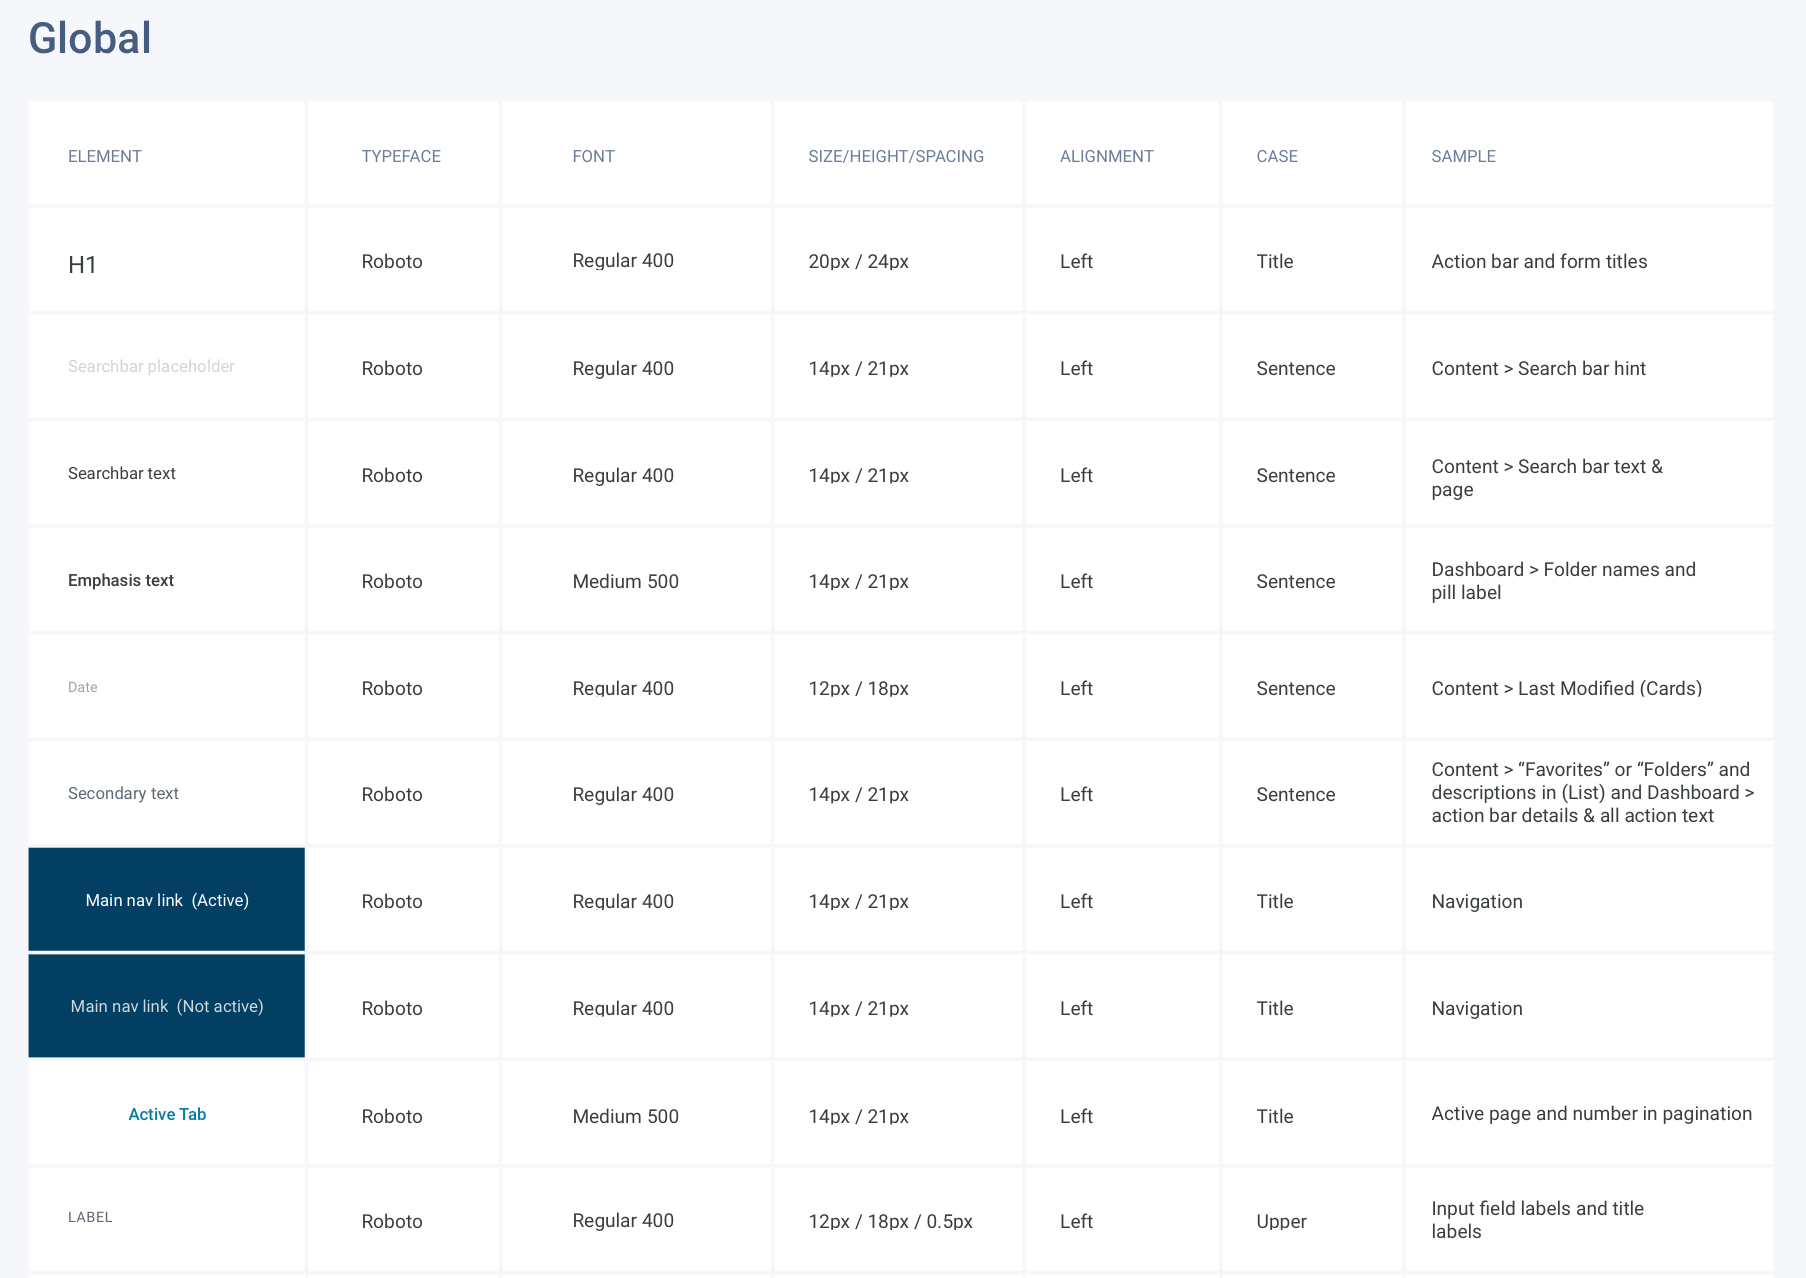 Global
ELEMENT TYPEFACE FONT SIZE/HEIGHT/SPACING ALIGNMENT CASE SAMPLE
H1 Roboto Regular 400 20px / 24px Left Title Action bar and form titles
Searchbar placeholder Roboto Regular 400 14px / 21px Left Sentence Content > Search bar hint
Searchbar text Roboto Regular 400 14px / 21px Left Sentence Content > Search bar text &
page
Emphasis text Roboto Medium 500 14px / 21px Left Sentence Dashboard > Folder names and
pill label
Date Roboto Regular 400 12px / 18px Left Sentence Content > Last Modified (Cards)
Secondary text Roboto Regular 400 14px / 21px Left Sentence Content > “Favorites” or “Folders” and
descriptions in (List) and Dashboard >
action bar details & all action text
Main nav link (Active) Roboto Regular 400 14px / 21px Left Title Navigation
Main nav link (Not active) Roboto Regular 400 14px / 21px Left Title Navigation
Active Tab Roboto Medium 500 14px / 21px Left Title Active page and number in pagination
LABEL Roboto Regular 400 12px / 18px / 0.5px Left Upper Input field labels and title
labels